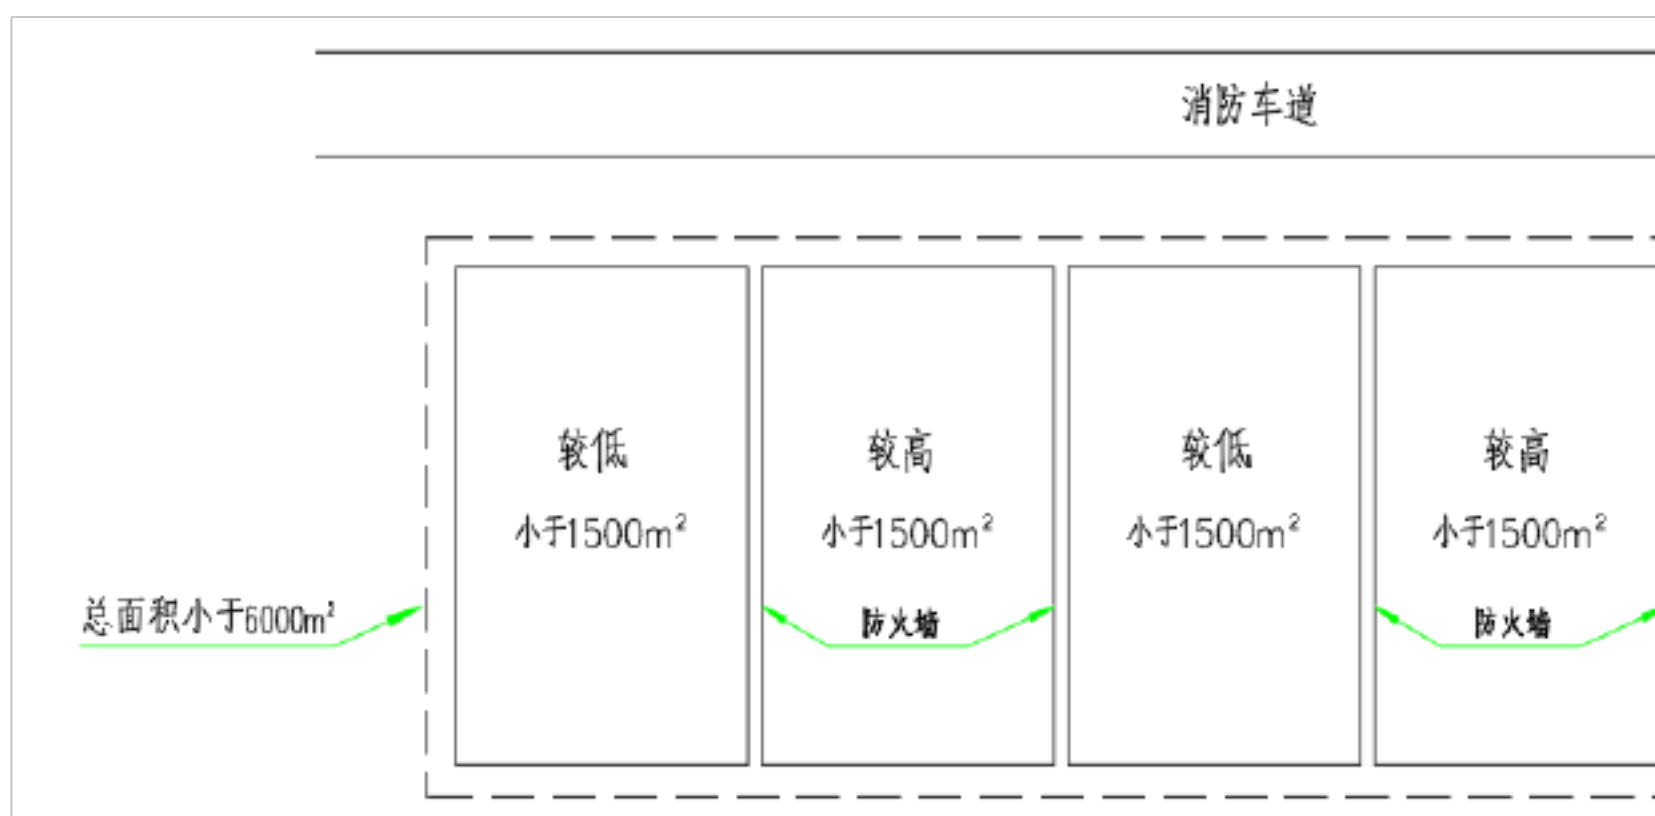 消防车道
较低 较高 较低 较高
小于1500m² 小于1500m² 小于1500m² 小于1500m²
总面积小于6000m² 防火墙 防火墙